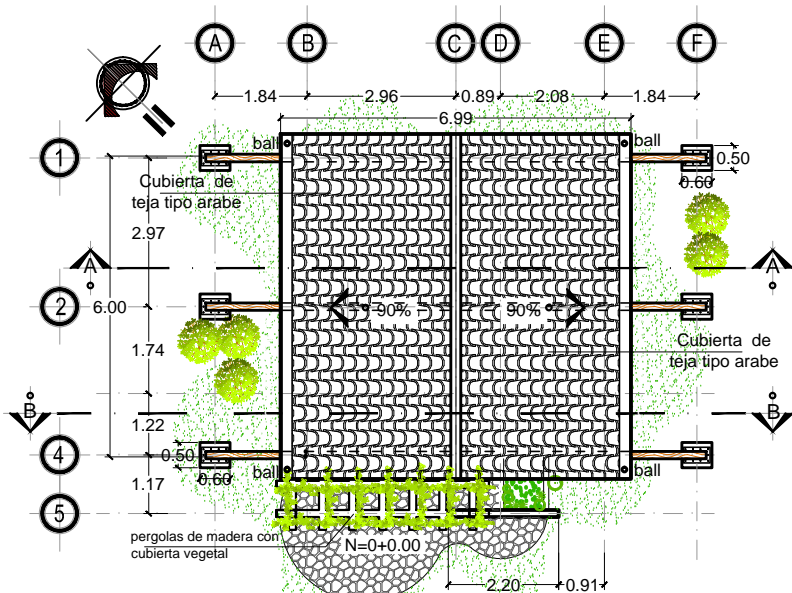 A B C D E F
1.84 2.96 0.89 2.08 1.84
6.99
1 ball ball 0.50
Cubierta de
teja tipo arabe
0.60
2.97
A A
2 6.00 90% 90%
1.74
Cubierta de
teja tipo arabe
B B
1.22
4 0.50
ball ball
0.60
1.17
5
pergolas de madera con
cubierta vegetal
N=0+0.00
2.20 0.91